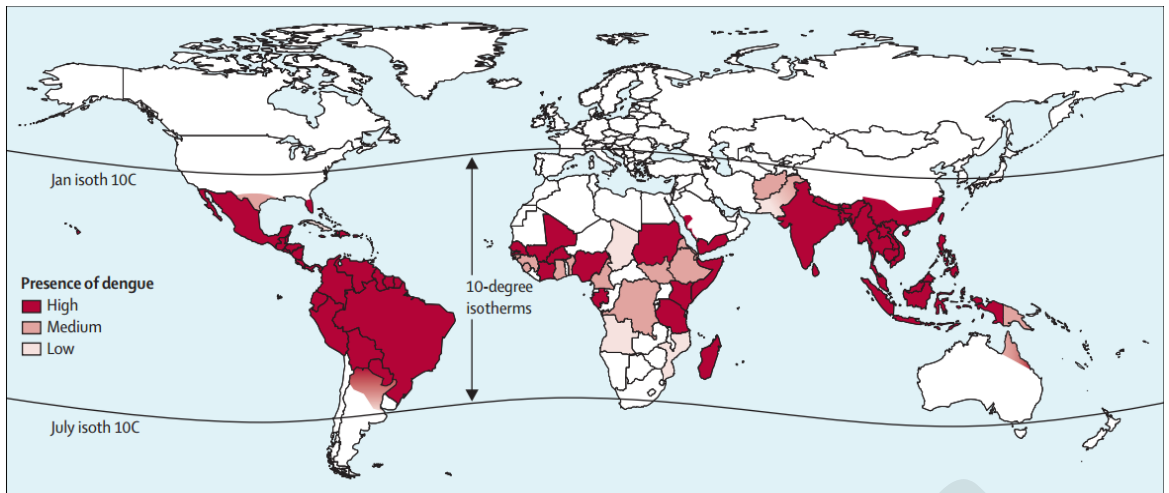 Jan isoth 10C
Presence of dengue
High
Medium
Low
10-degree
isotherms
July isoth 10C